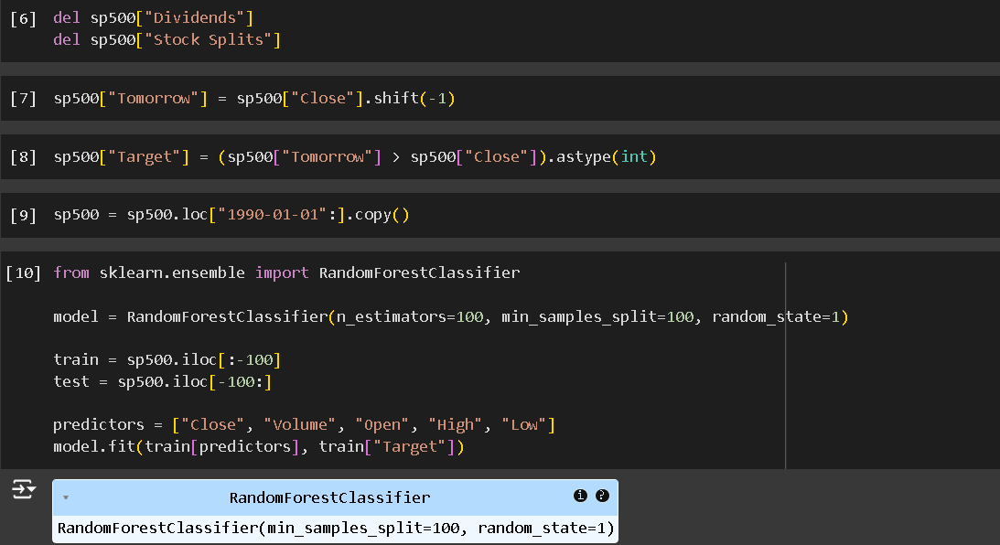 [6] del sp500["Dividends"]
del sp500["Stock Splits"]
[7] sp500["Tomorrow"] = sp500["Close"].shift(-1)
[8] sp500["Target"] = (sp500["Tomorrow"] > sp500["Close"]).astype(int)
[9] sp500 = sp500.loc["1990-01-01":].copy()
[10] from sklearn.ensemble import RandomForestClassifier
model = RandomForestClassifier(n_estimators=100, min_samples_split=100, random_state=1)
train = sp500.iloc[:-100]
test = sp500.iloc[-100:]
predictors = ["Close", "Volume", "Open", "High", "Low"]
model.fit(train[predictors], train["Target"])
RandomForestClassifier i ?
RandomForestClassifier(min_samples_split=100, random_state=1)